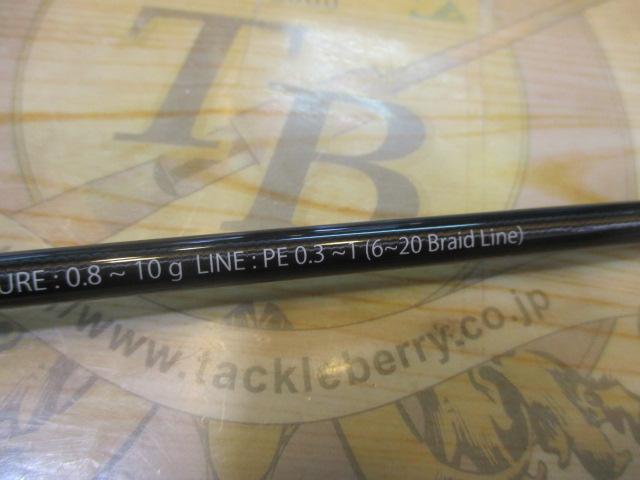 TB
URE : 0.8 ~ 10 g LINE : PE 0.3 ~1 (6~20 Braid Line)
//www.tackleberry.co.jp